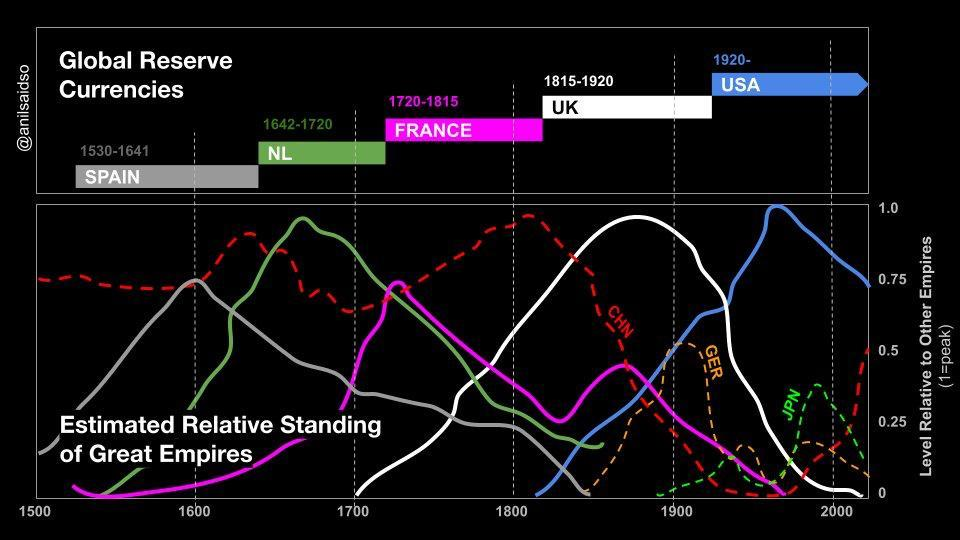 Global Reserve
Currencies
@anilsaidso
1530-1641
SPAIN
1642-1720
NL
1720-1815
FRANCE
1815-1920
UK
1920-
USA
Estimated Relative Standing
of Great Empires
CHN
GER
JPN
1.0
0.75
0.5
0.25
0
Level Relative to Other Empires
(1=peak)
1500 1600 1700 1800 1900 2000